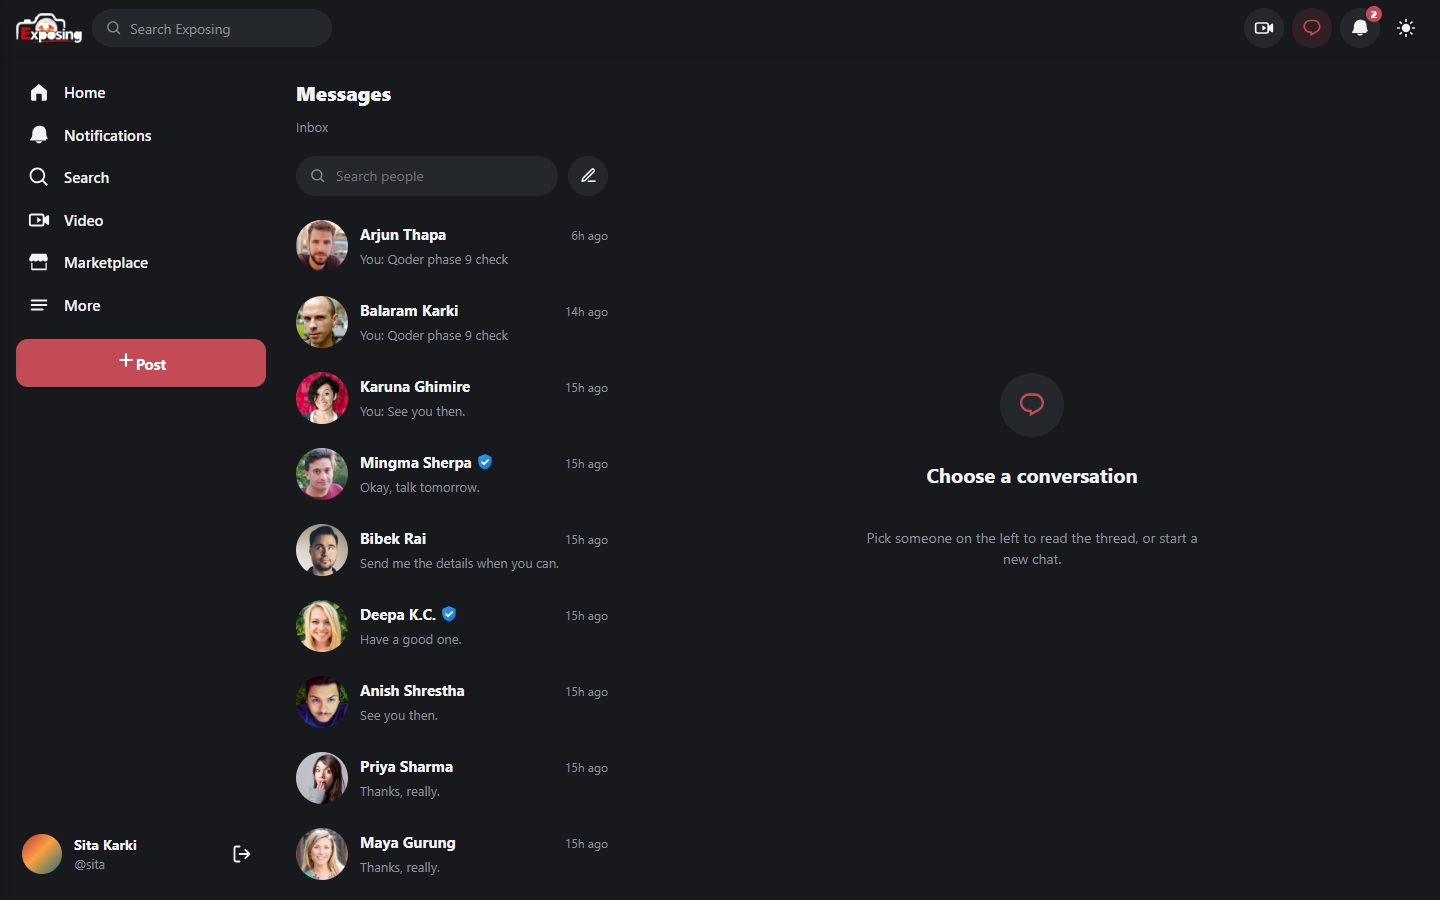 Exposing
Search Exposing
2
Home
Notifications
Search
Video
Marketplace
More
+ Post
Sita Karki
@sita
Messages
Inbox
Search people
Arjun Thapa
6h ago
You: Qoder phase 9 check
Balaram Karki
14h ago
You: Qoder phase 9 check
Karuna Ghimire
15h ago
You: See you then.
Mingma Sherpa
15h ago
Okay, talk tomorrow.
Bibek Rai
15h ago
Send me the details when you can.
Deepa K.C.
15h ago
Have a good one.
Anish Shrestha
15h ago
See you then.
Priya Sharma
15h ago
Thanks, really.
Maya Gurung
15h ago
Thanks, really.
Choose a conversation
Pick someone on the left to read the thread, or start a
new chat.